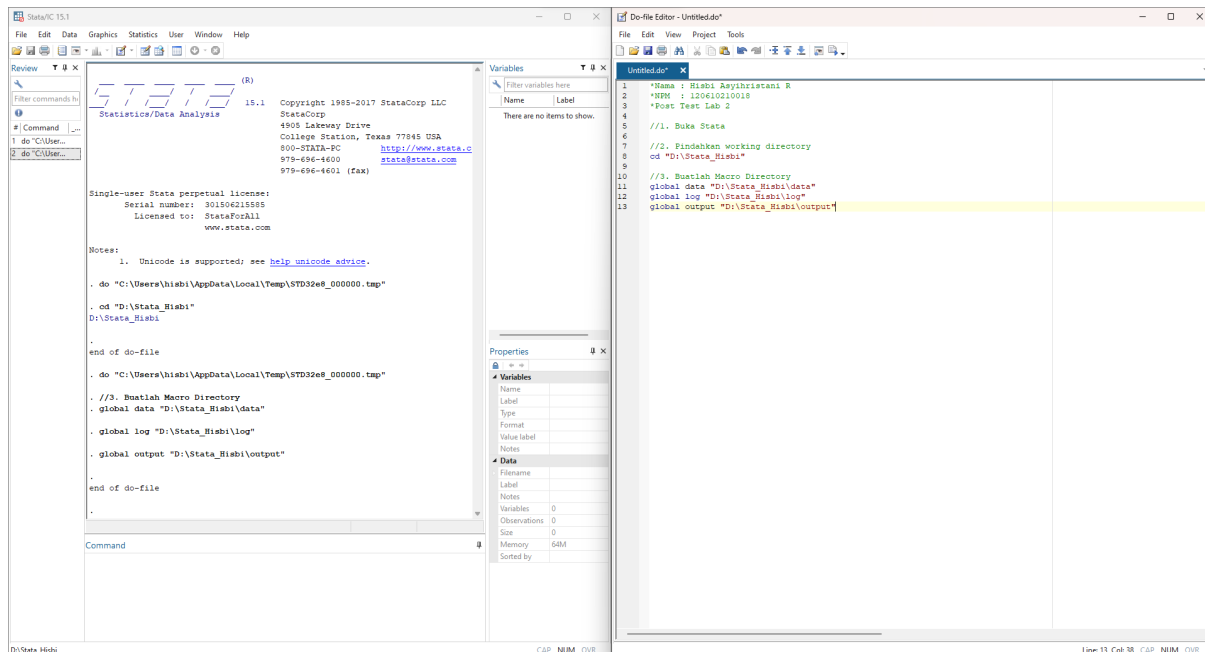 Stata/IC 15.1
File Edit Data Graphics Statistics User Window Help
Review
Filter commands h
# Command
1 do "C:\User...
2 do "C:\User...
(R)
15.1 Copyright 1985-2017 StataCorp LLC
Statistics/Data Analysis StataCorp
4905 Lakeway Drive
College Station, Texas 77845 USA
800-STATA-PC http://www.stata.c
979-696-4600 stata@stata.com
979-696-4601 (fax)
Single-user Stata perpetual license:
Serial number: 301506215585
Licensed to: StataForAll
www.stata.com
Notes:
1. Unicode is supported; see help unicode_advice.
. do "C:\Users\hisbi\AppData\Local\Temp\STD32e8_000000.tmp"
. cd "D:\Stata_Hisbi"
D:\Stata_Hisbi
.
end of do-file
. do "C:\Users\hisbi\AppData\Local\Temp\STD32e8_000000.tmp"
. //3. Buatlah Macro Directory
. global data "D:\Stata_Hisbi\data"
. global log "D:\Stata_Hisbi\log"
. global output "D:\Stata_Hisbi\output"
.
end of do-file
.
Command
D:\Stata_Hisbi
Variables
Filter variables here
Name Label
There are no items to show.
Properties
Variables
Name
Label
Type
Format
Value label
Notes
Data
Filename
Label
Notes
Variables 0
Observations 0
Size 0
Memory 64M
Sorted by
CAP NUM OVR
Do-file Editor - Untitled.do*
File Edit View Project Tools
Untitled.do*
1 *Nama : Hisbi Asyihristani R
2 *NPM : 120610210018
3 *Post Test Lab 2
4
5 //1. Buka Stata
6
7 //2. Pindahkan working directory
8 cd "D:\Stata_Hisbi"
9
10 //3. Buatlah Macro Directory
11 global data "D:\Stata_Hisbi\data"
12 global log "D:\Stata_Hisbi\log"
13 global output "D:\Stata_Hisbi\output"
Line: 13, Col: 38 CAP NUM OVR